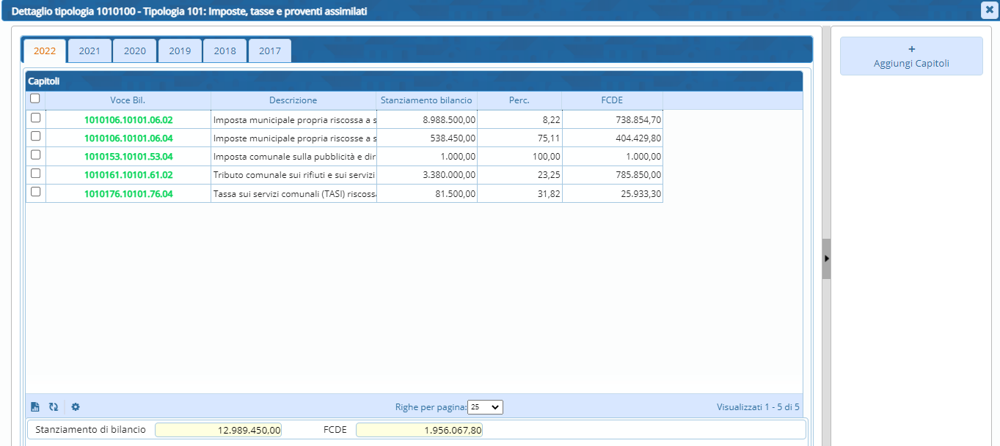 Dettaglio tipologia 1010100 - Tipologia 101: Imposte, tasse e proventi assimilati
2022 2021 2020 2019 2018 2017
+
Aggiungi Capitoli
Capitoli
Voce Bil. Descrizione Stanziamento bilancio Perc. FCDE
1010106.10101.06.02 Imposta municipale propria riscossa a s 8.988.500,00 8,22 738.854,70
1010106.10101.06.04 Imposte municipale propria riscosse a s 538.450,00 75,11 404.429,80
1010153.10101.53.04 Imposta comunale sulla pubblicità e dir 1.000,00 100,00 1.000,00
1010161.10101.61.02 Tributo comunale sui rifiuti e sui servizi 3.380.000,00 23,25 785.850,00
1010176.10101.76.04 Tassa sui servizi comunali (TASI) riscoss 81.500,00 31,82 25.933,30
Righe per pagina: 25 Visualizzati 1 - 5 di 5
Stanziamento di bilancio 12.989.450,00 FCDE 1.956.067,80